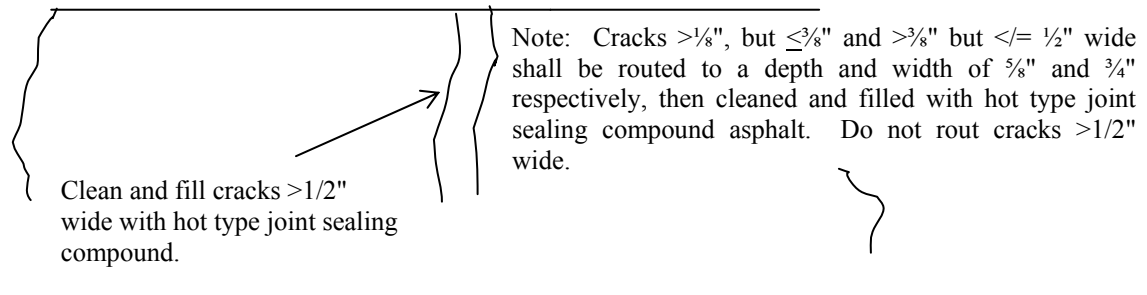 Note: Cracks >⅛", but ≤⅜" and >⅜" but </= ½" wide
shall be routed to a depth and width of ⅝" and ¾"
respectively, then cleaned and filled with hot type joint
sealing compound asphalt. Do not rout cracks >1/2"
wide.
Clean and fill cracks >1/2"
wide with hot type joint sealing
compound.